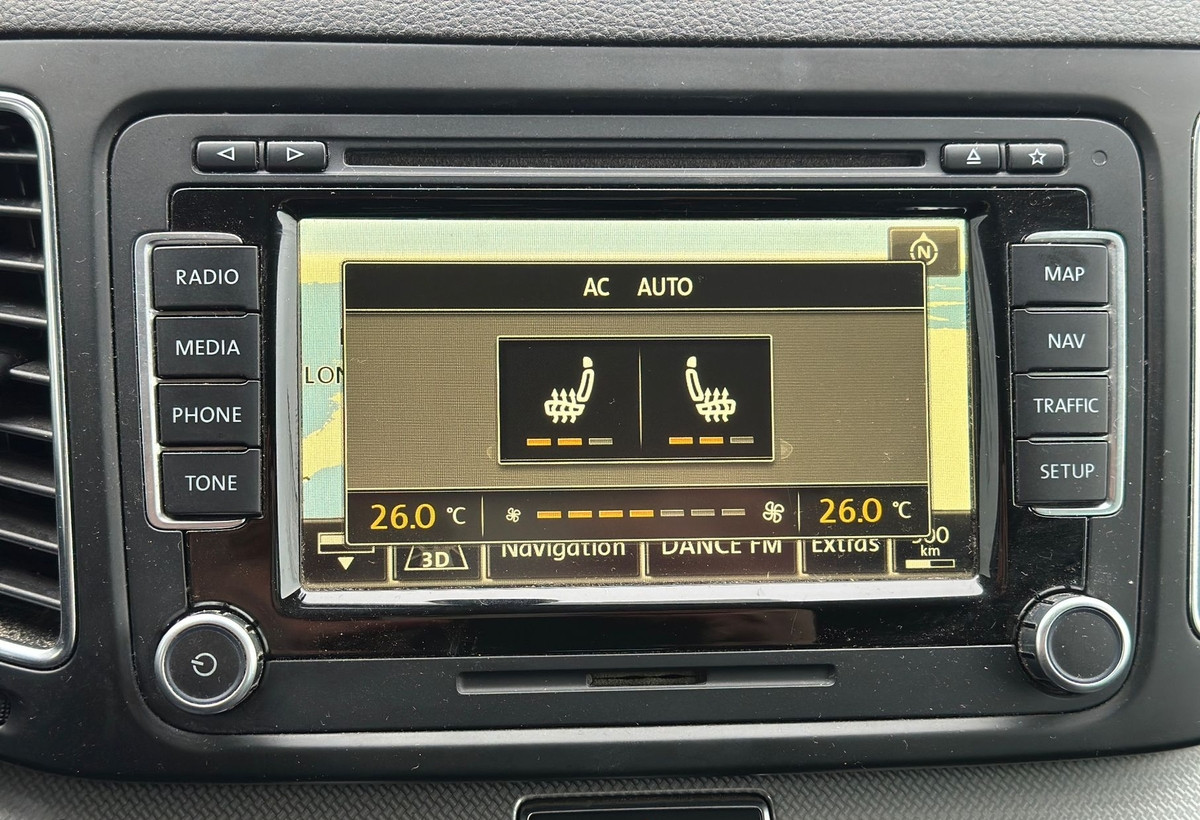 RADIO
MEDIA
PHONE
TONE
N
AC AUTO
LON
26.0 °C
26.0 °C
3D
Navigation
DANCE FM
Extras
km
MAP
NAV
TRAFFIC
SETUP